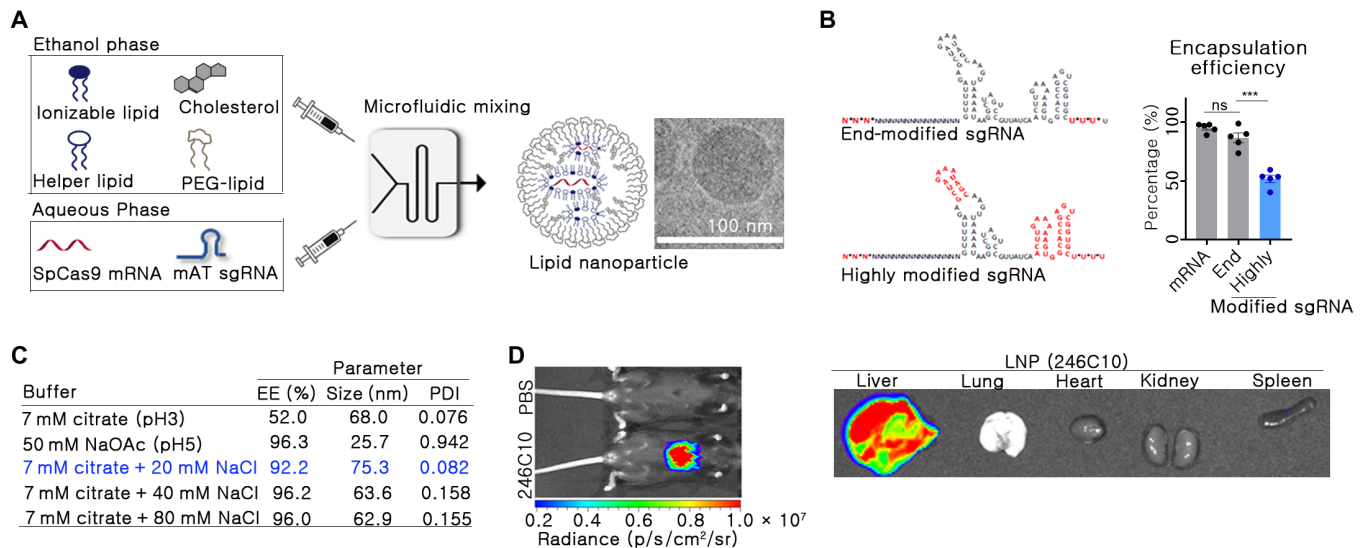 A
Ethanol phase
Ionizable lipid
Cholesterol
Helper lipid
PEG-lipid
Aqueous Phase
SpCas9 mRNA
mAT sgRNA
Microfluidic mixing
Lipid nanoparticle
100 nm
B
End-modified sgRNA
Highly modified sgRNA
Encapsulation
efficiency
ns
***
Percentage (%)
100
50
0
mRNA
End
Highly
Modified sgRNA
C
Parameter
Buffer EE (%) Size (nm) PDI
7 mM citrate (pH3) 52.0 68.0 0.076
50 mM NaOAc (pH5) 96.3 25.7 0.942
7 mM citrate + 20 mM NaCl 92.2 75.3 0.082
7 mM citrate + 40 mM NaCl 96.2 63.6 0.158
7 mM citrate + 80 mM NaCl 96.0 62.9 0.155
D
PBS
246C10
0.2 0.4 0.6 0.8 1.0 × 10⁷
Radiance (p/s/cm²/sr)
LNP (246C10)
Liver Lung Heart Kidney Spleen